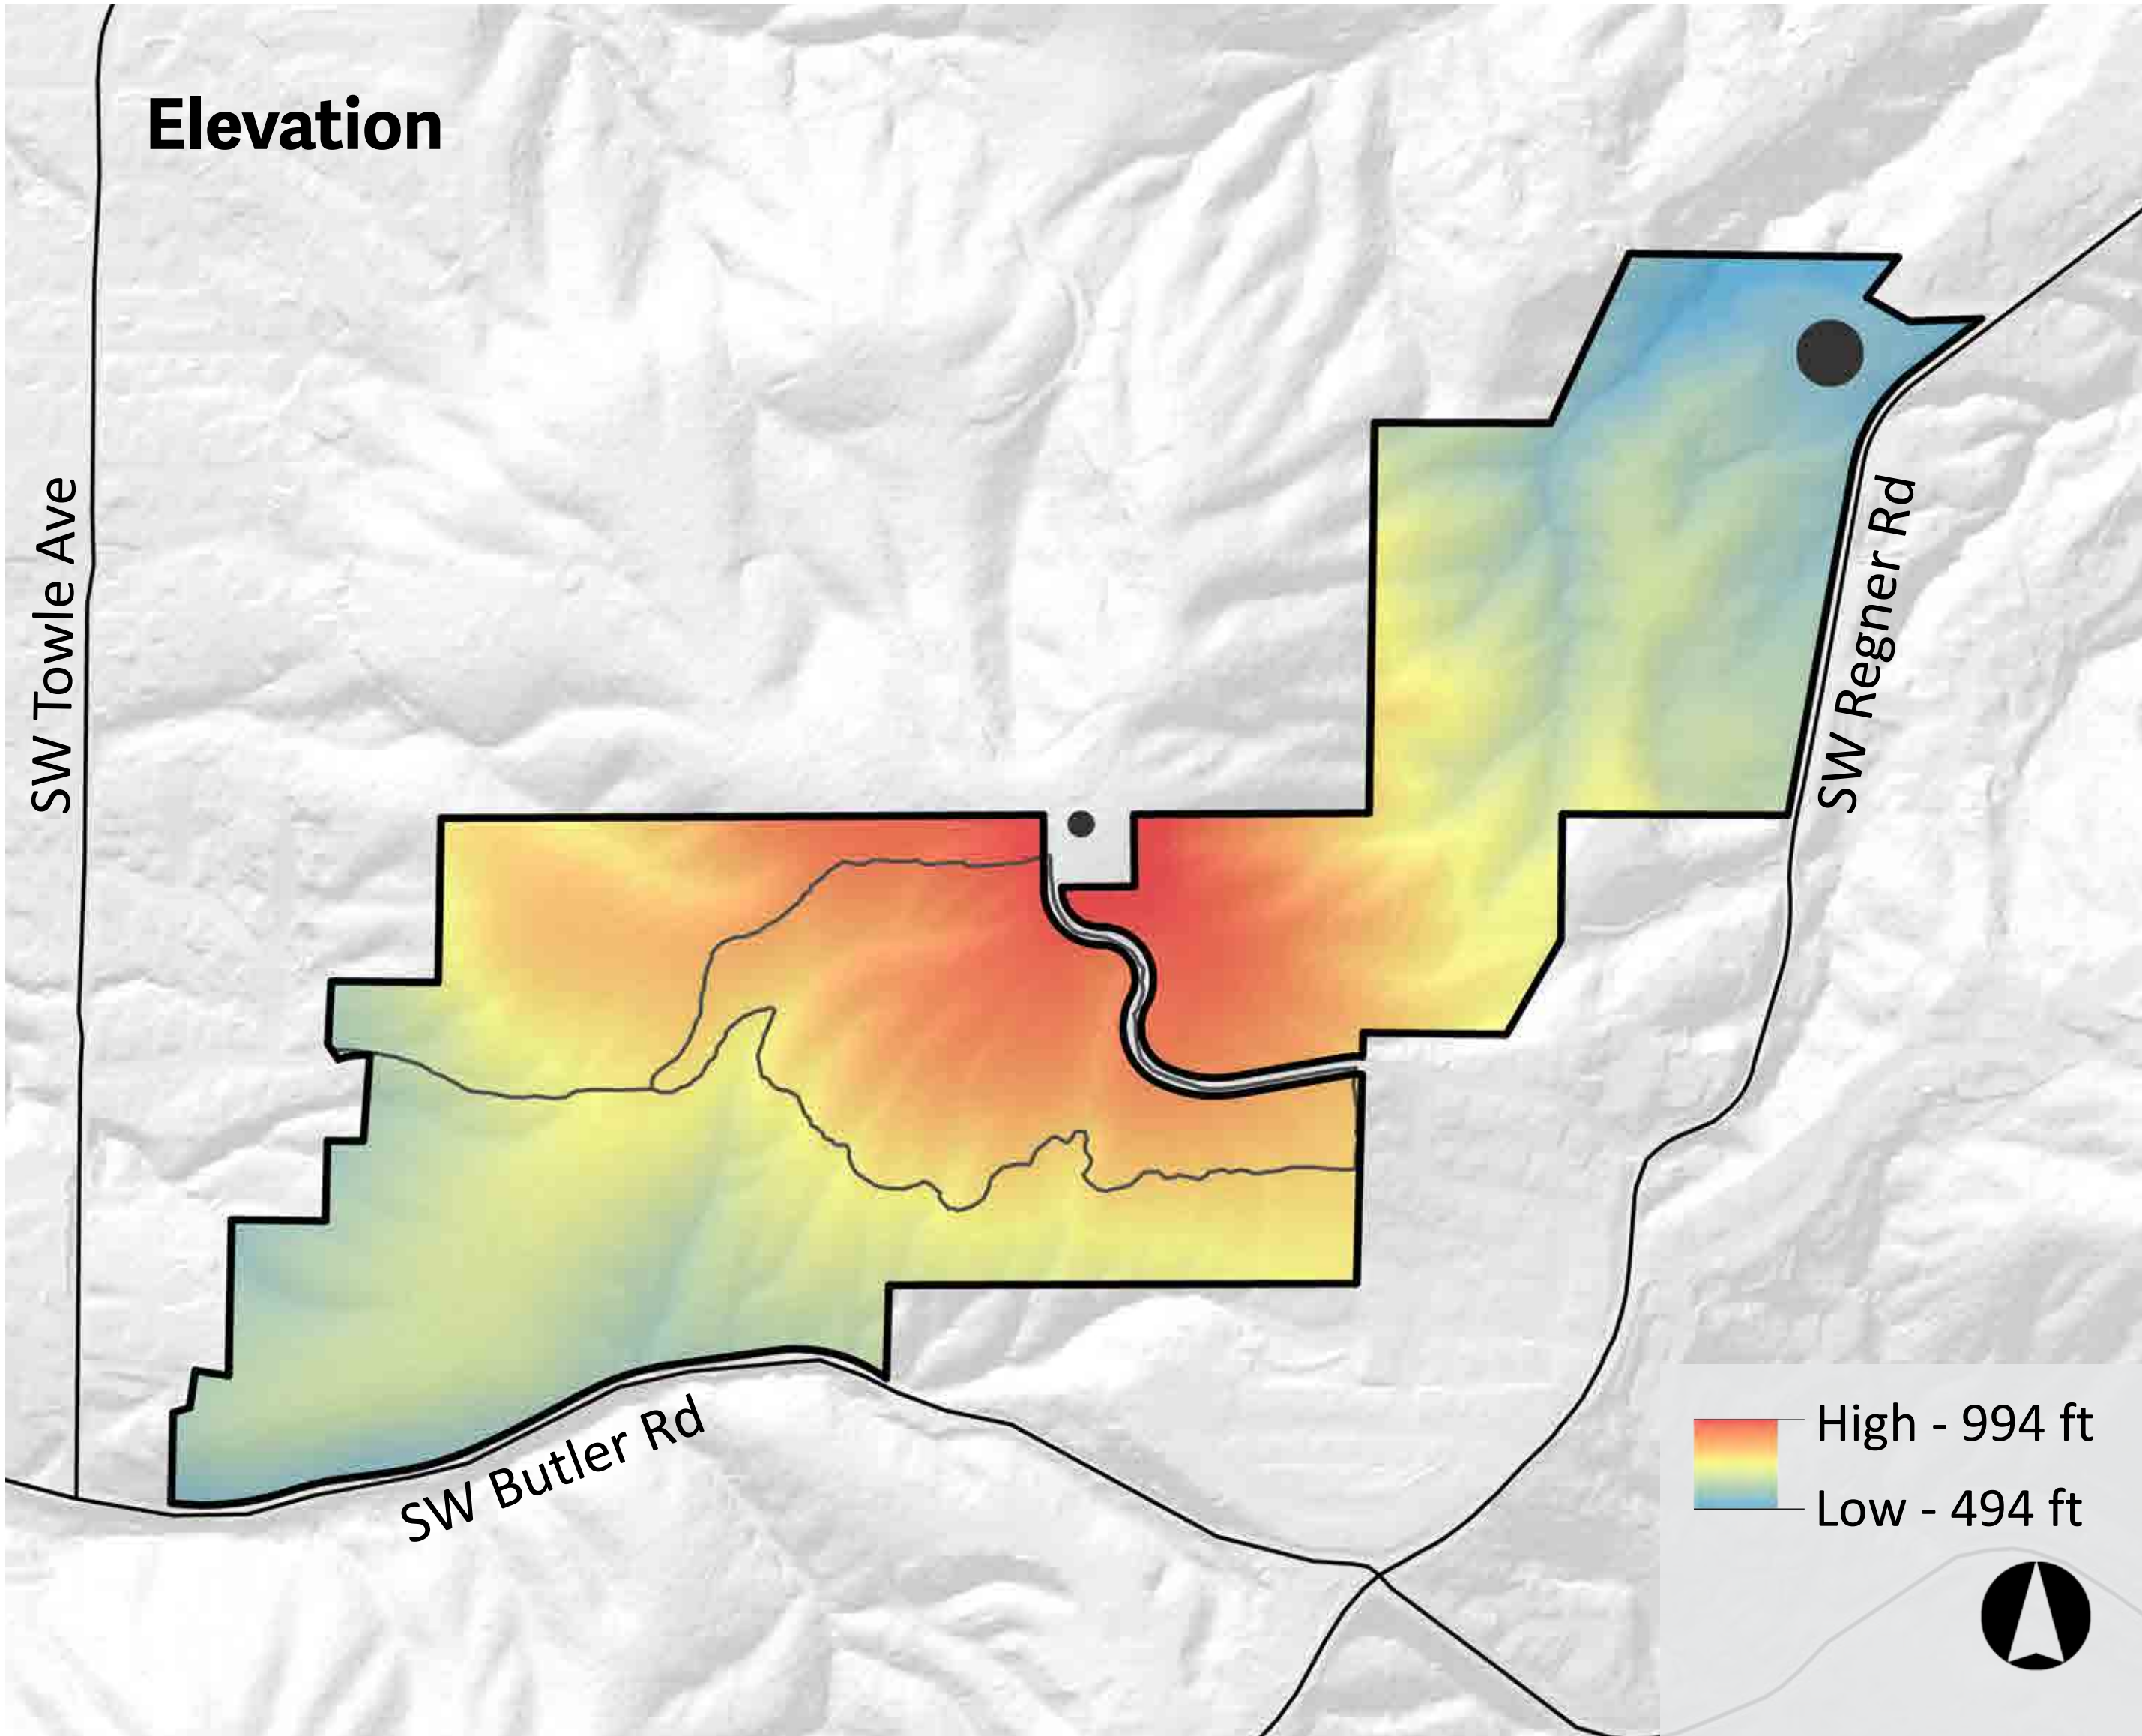 Elevation
SW Towle Ave
SW Regner Rd
SW Butler Rd
High - 994 ft
Low - 494 ft